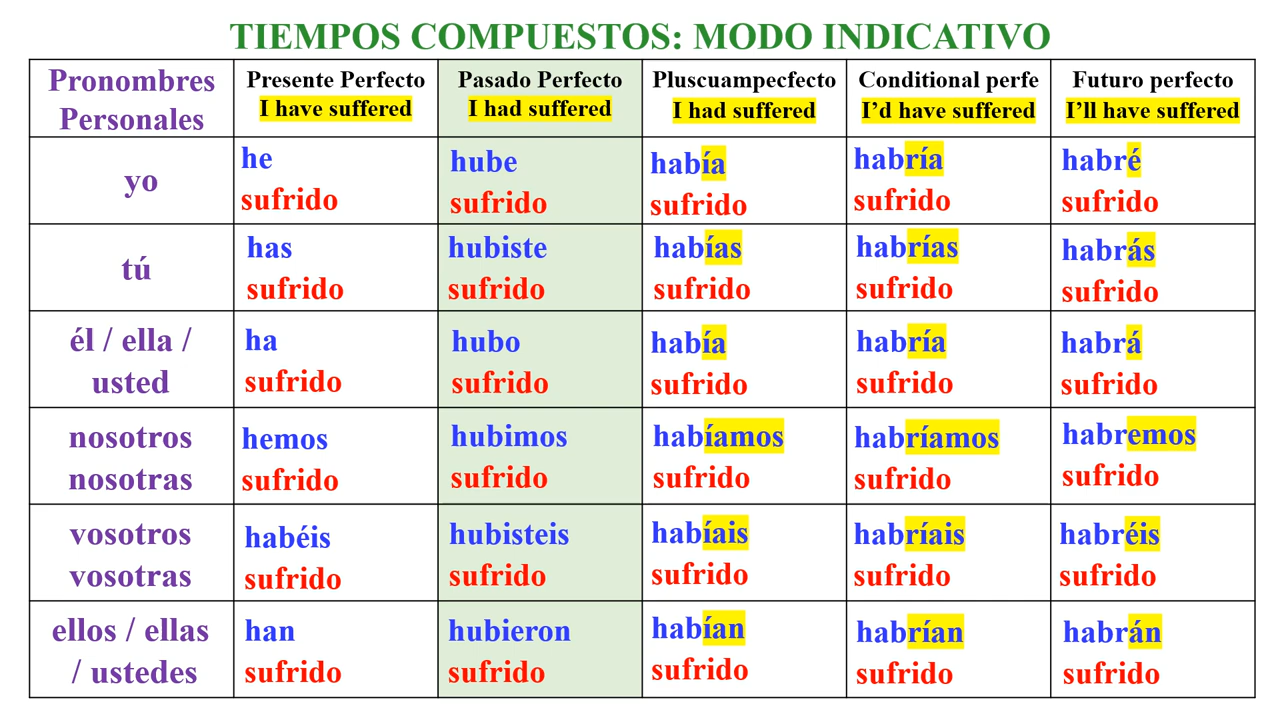 TIEMPOS COMPUESTOS: MODO INDICATIVO
Pronombres
Personales
Presente Perfecto
I have suffered
Pasado Perfecto
I had suffered
Pluscuampecfecto
I had suffered
Conditional perfe
I'd have suffered
Futuro perfecto
I'll have suffered
yo
he
sufrido
hube
sufrido
había
sufrido
habría
sufrido
habré
sufrido
tú
has
sufrido
hubiste
sufrido
habías
sufrido
habrías
sufrido
habrás
sufrido
él / ella /
usted
ha
sufrido
hubo
sufrido
había
sufrido
habría
sufrido
habrá
sufrido
nosotros
nosotras
hemos
sufrido
hubimos
sufrido
habíamos
sufrido
habríamos
sufrido
habremos
sufrido
vosotros
vosotras
habéis
sufrido
hubisteis
sufrido
habíais
sufrido
habríais
sufrido
habréis
sufrido
ellos / ellas
/ ustedes
han
sufrido
hubieron
sufrido
habían
sufrido
habrían
sufrido
habrán
sufrido